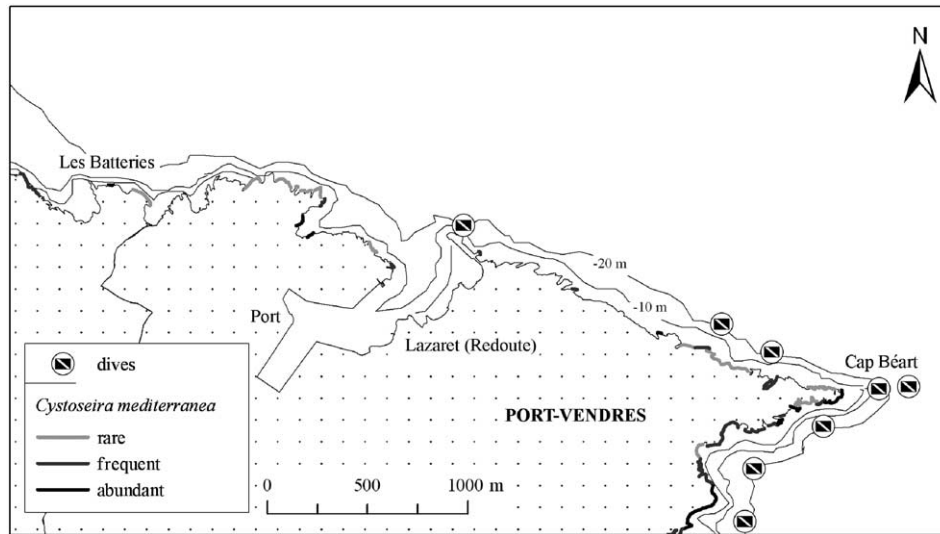 N
Les Batteries
-20 m
-10 m
Port
Lazaret (Redoute)
Cap Béart
PORT-VENDRES
dives
Cystoseira mediterranea
rare
frequent
abundant
0 500 1000 m